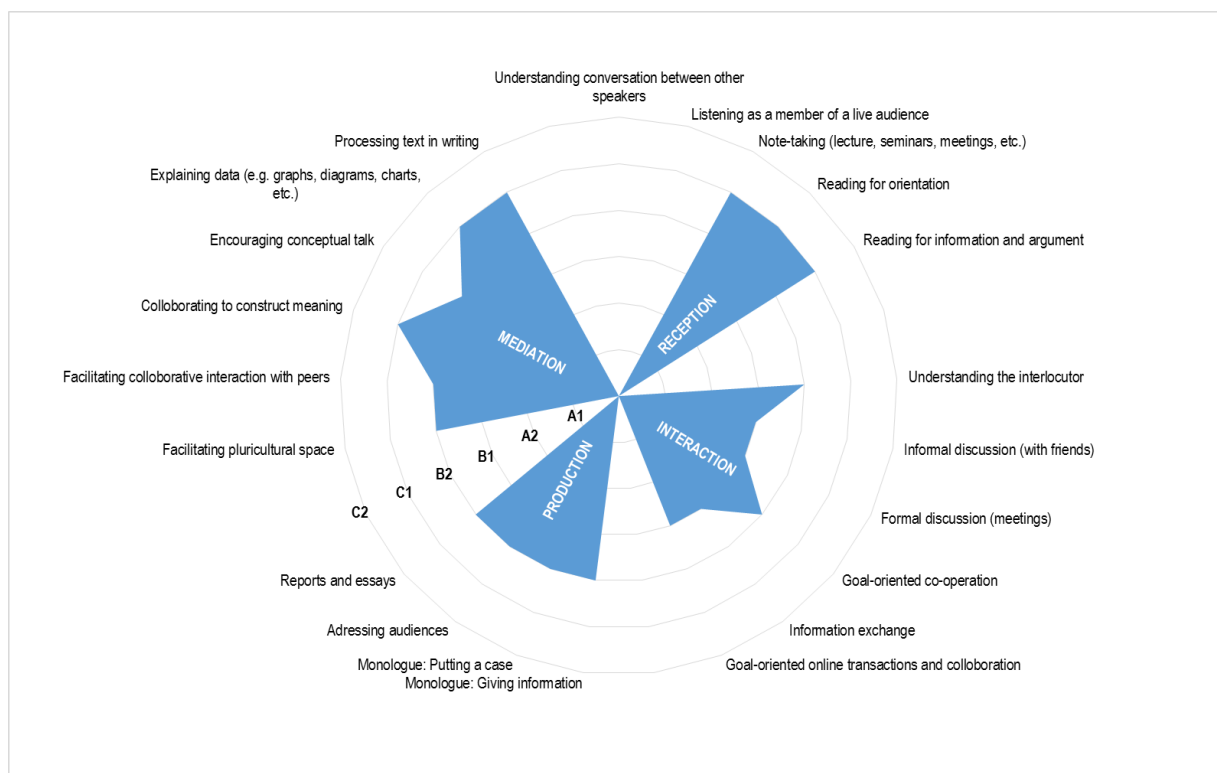 Understanding conversation between other
speakers
Listening as a member of a live audience
Note-taking (lecture, seminars, meetings, etc.)
Reading for orientation
Reading for information and argument
Understanding the interlocutor
Informal discussion (with friends)
Formal discussion (meetings)
Goal-oriented co-operation
Information exchange
Goal-oriented online transactions and colloboration
Monologue: Giving information
Monologue: Putting a case
Adressing audiences
Reports and essays
Facilitating pluricultural space
Facilitating colloborative interaction with peers
Colloborating to construct meaning
Encouraging conceptual talk
Explaining data (e.g. graphs, diagrams, charts,
etc.)
Processing text in writing
RECEPTION
INTERACTION
PRODUCTION
MEDIATION
A1
A2
B1
B2
C1
C2